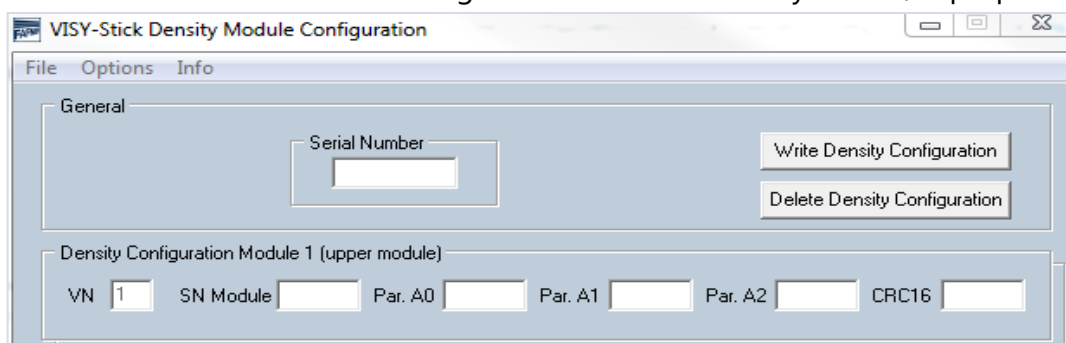 VISY-Stick Density Module Configuration
File Options Info
General
Serial Number
Write Density Configuration
Delete Density Configuration
Density Configuration Module 1 (upper module)
VN 1 SN Module Par. A0 Par. A1 Par. A2 CRC16